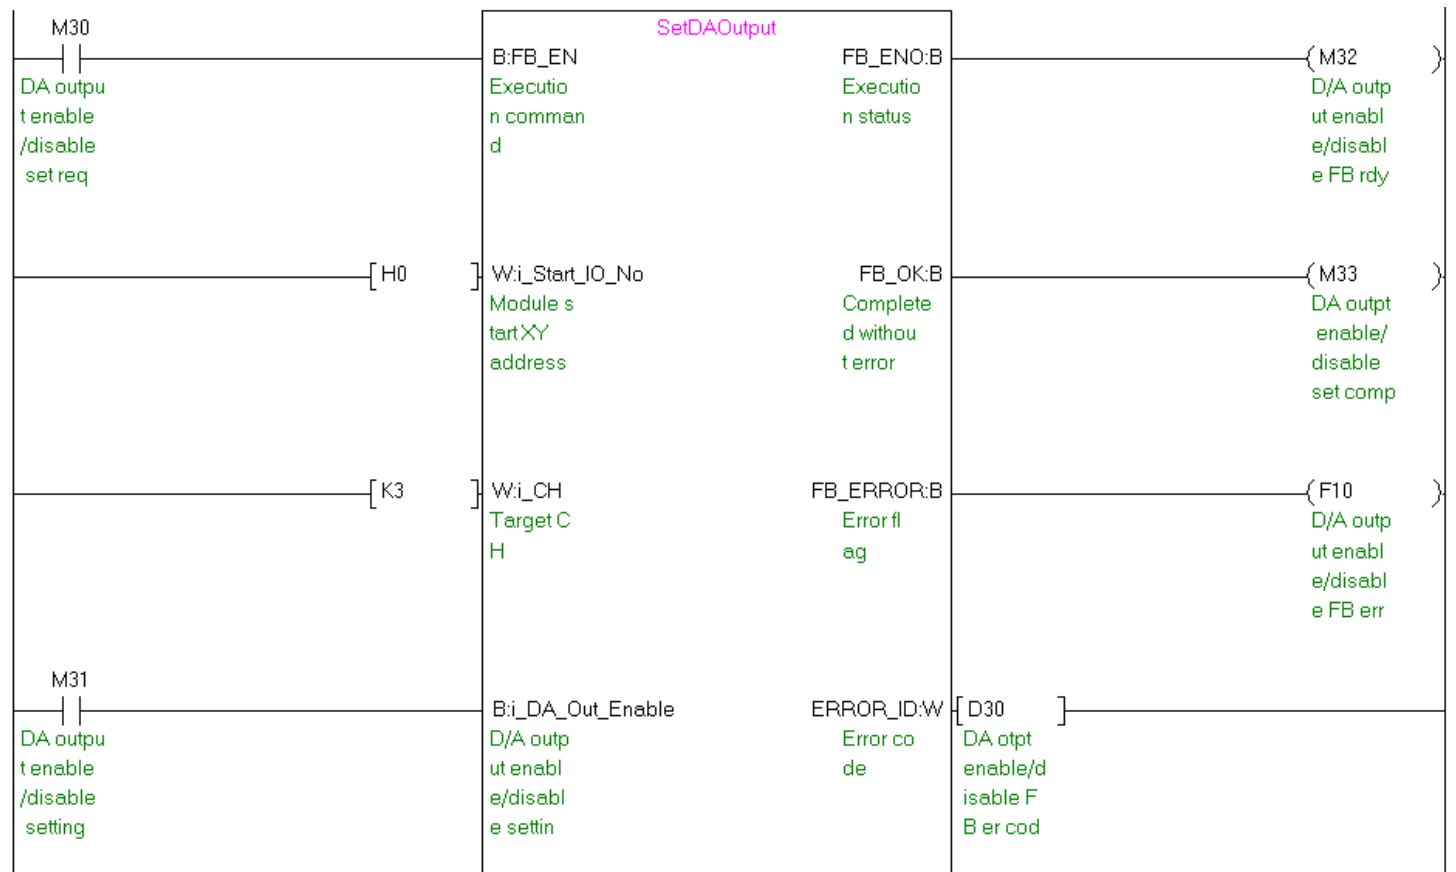 M30
SetDAOutput
B:FB_EN
FB_ENO:B
M32
DA outpu
t enable
/disable
set req
Executio
n comman
d
Executio
n status
D/A outp
ut enabl
e/disabl
e FB rdy
H0
W:i_Start_IO_No
FB_OK:B
M33
Module s
tart XY
address
Complete
d withou
t error
DA outpt
enable/
disable
set comp
K3
W:i_CH
FB_ERROR:B
F10
Target C
H
Error fl
ag
D/A outp
ut enabl
e/disabl
e FB err
M31
B:i_DA_Out_Enable
ERROR_ID:W
D30
DA outpu
t enable
/disable
setting
D/A outp
ut enabl
e/disabl
e settin
Error co
de
DA otpt
enable/d
isable F
B er cod